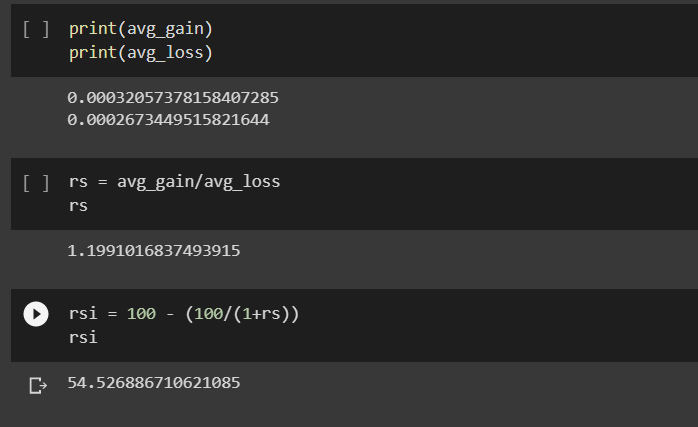 [ ] print(avg_gain)
print(avg_loss)
0.00032057378158407285
0.0002673449515821644
[ ] rs = avg_gain/avg_loss
rs
1.1991016837493915
rsi = 100 - (100/(1+rs))
rsi
54.526886710621085